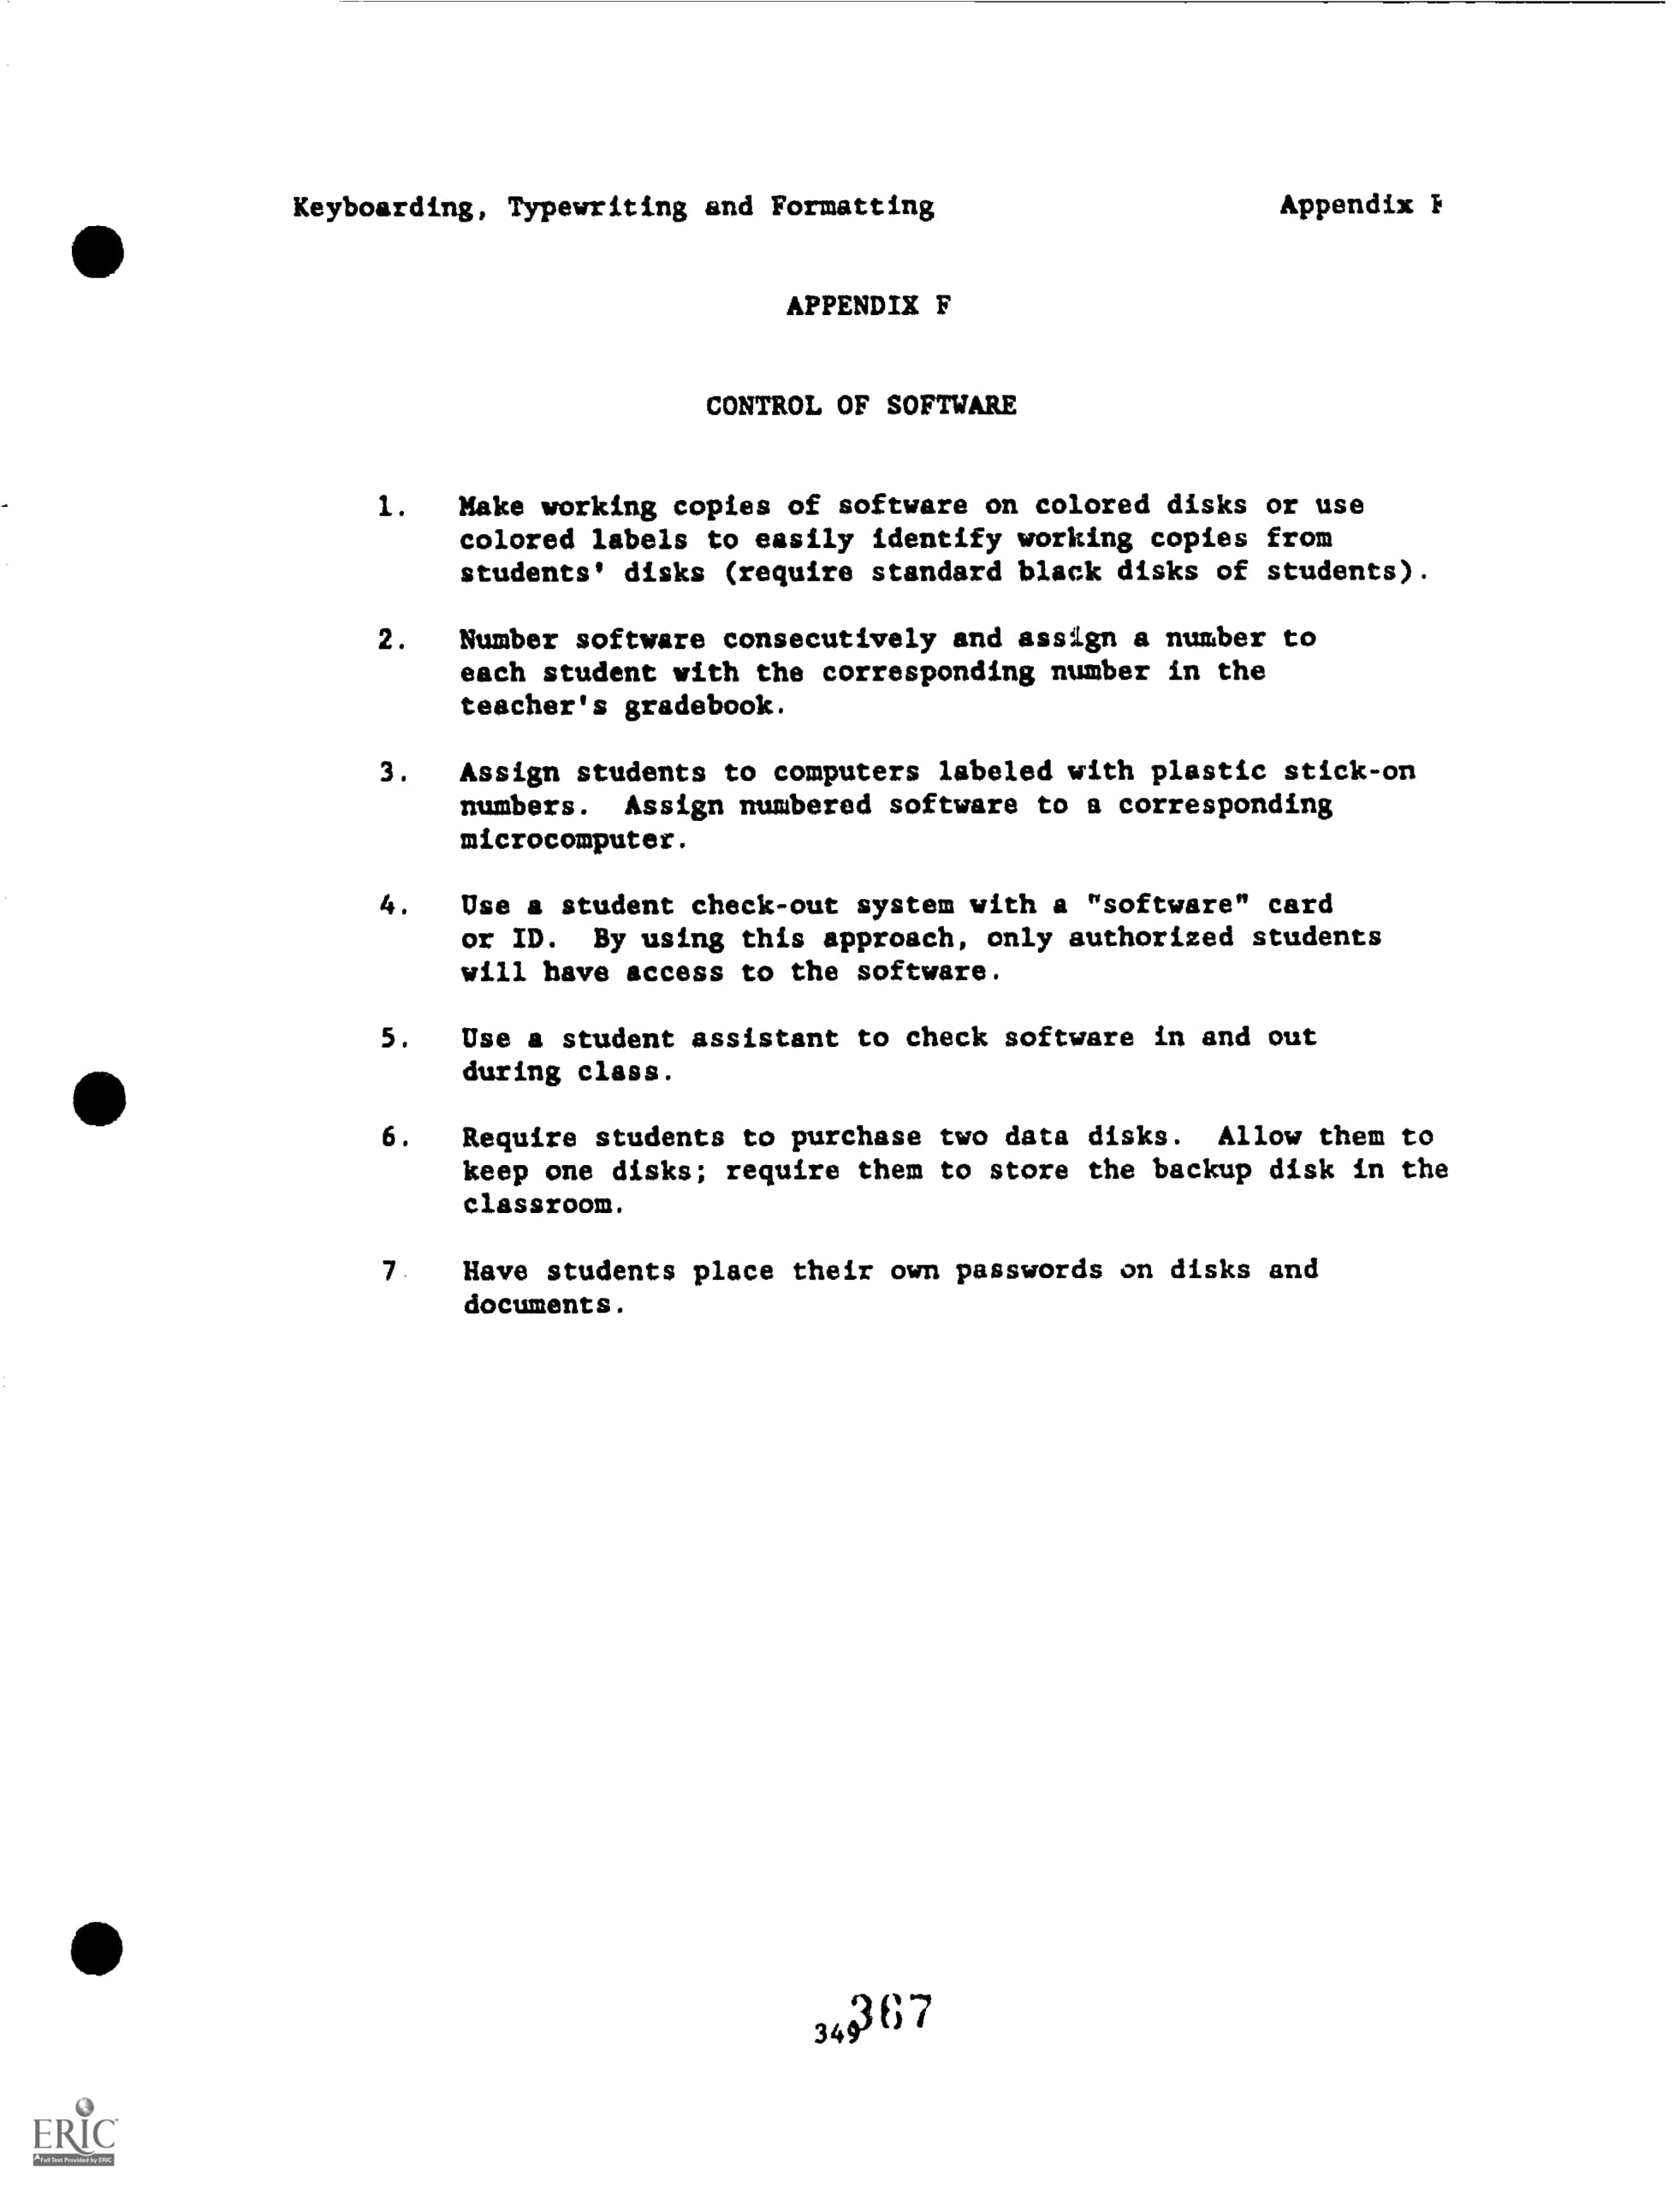 Keyboarding, Typewriting and Formatting Appendix F
APPENDIX F
CONTROL OF SOFTWARE
1. Make working copies of software on colored disks or use
colored labels to easily identify working copies from
students' disks (require standard black disks of students).
2. Number software consecutively and assign a number to
each student with the corresponding number in the
teacher's gradebook.
3. Assign students to computers labeled with plastic stick-on
numbers. Assign numbered software to a corresponding
microcomputer.
4. Use a student check-out system with a "software" card
or ID. By using this approach, only authorized students
will have access to the software.
5. Use a student assistant to check software in and out
during class.
6. Require students to purchase two data disks. Allow them to
keep one disks; require them to store the backup disk in the
classroom.
7. Have students place their own passwords on disks and
documents.
349 367
ERIC
Full Text Provided by ERIC